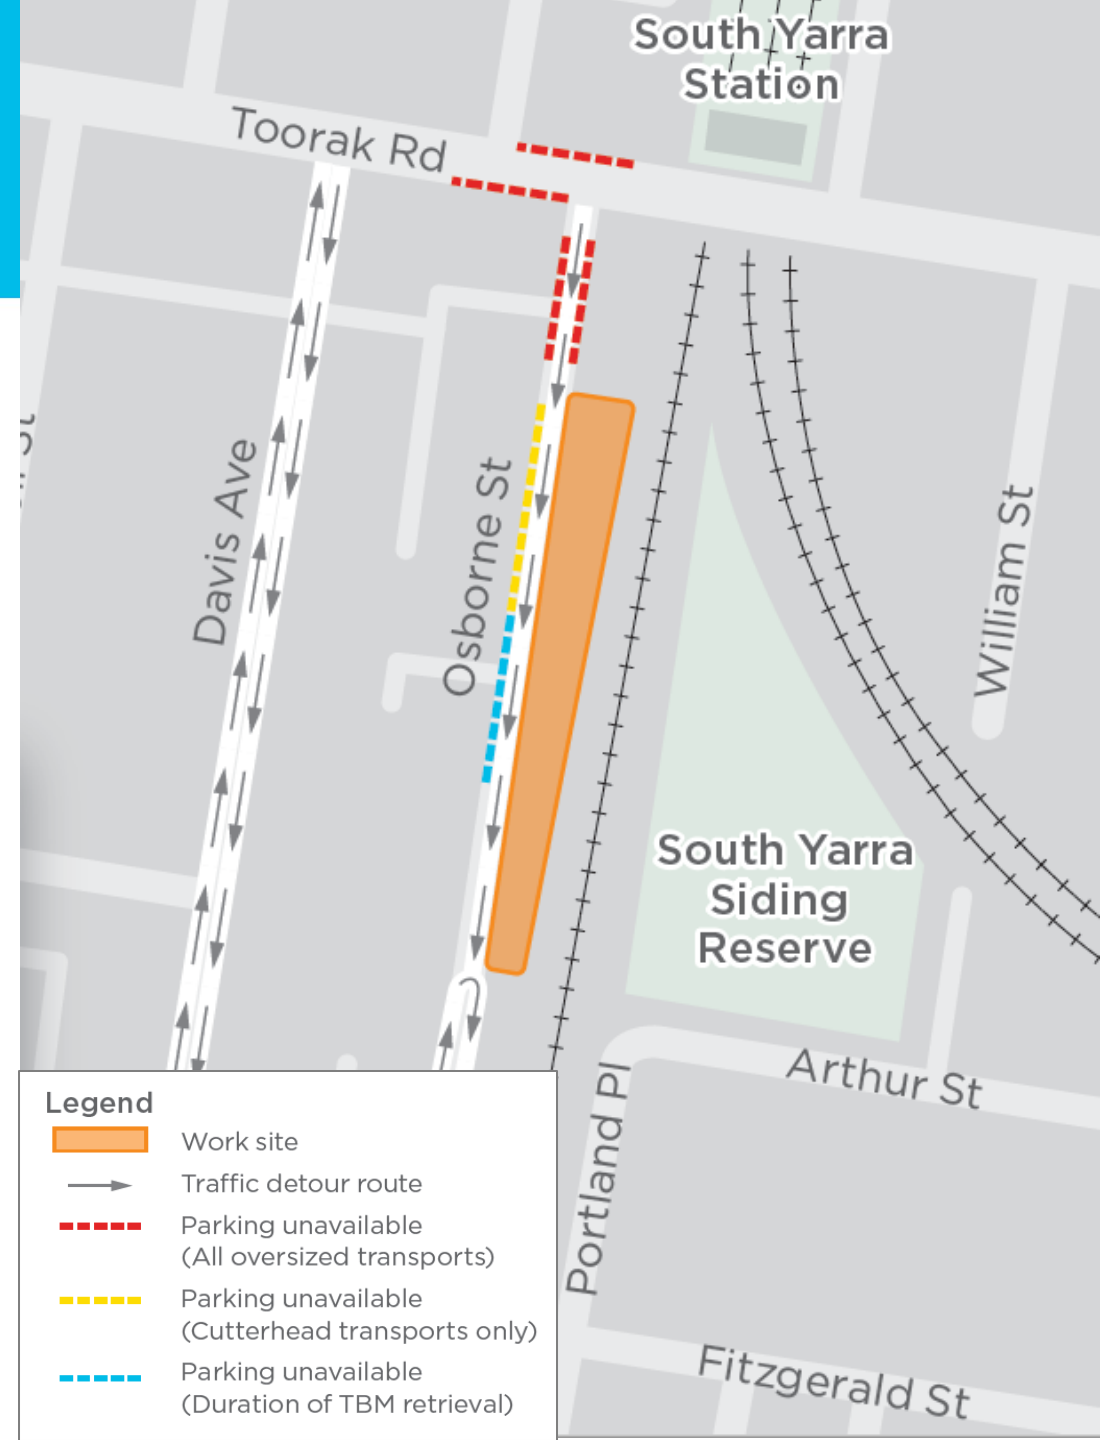 South Yarra
Station
Toorak Rd
Davis Ave
Osborne St
William St
South Yarra
Siding
Reserve
Arthur St
Portland Pl
Fitzgerald St
St
Legend
Work site
Traffic detour route
Parking unavailable
(All oversized transports)
Parking unavailable
(Cutterhead transports only)
Parking unavailable
(Duration of TBM retrieval)